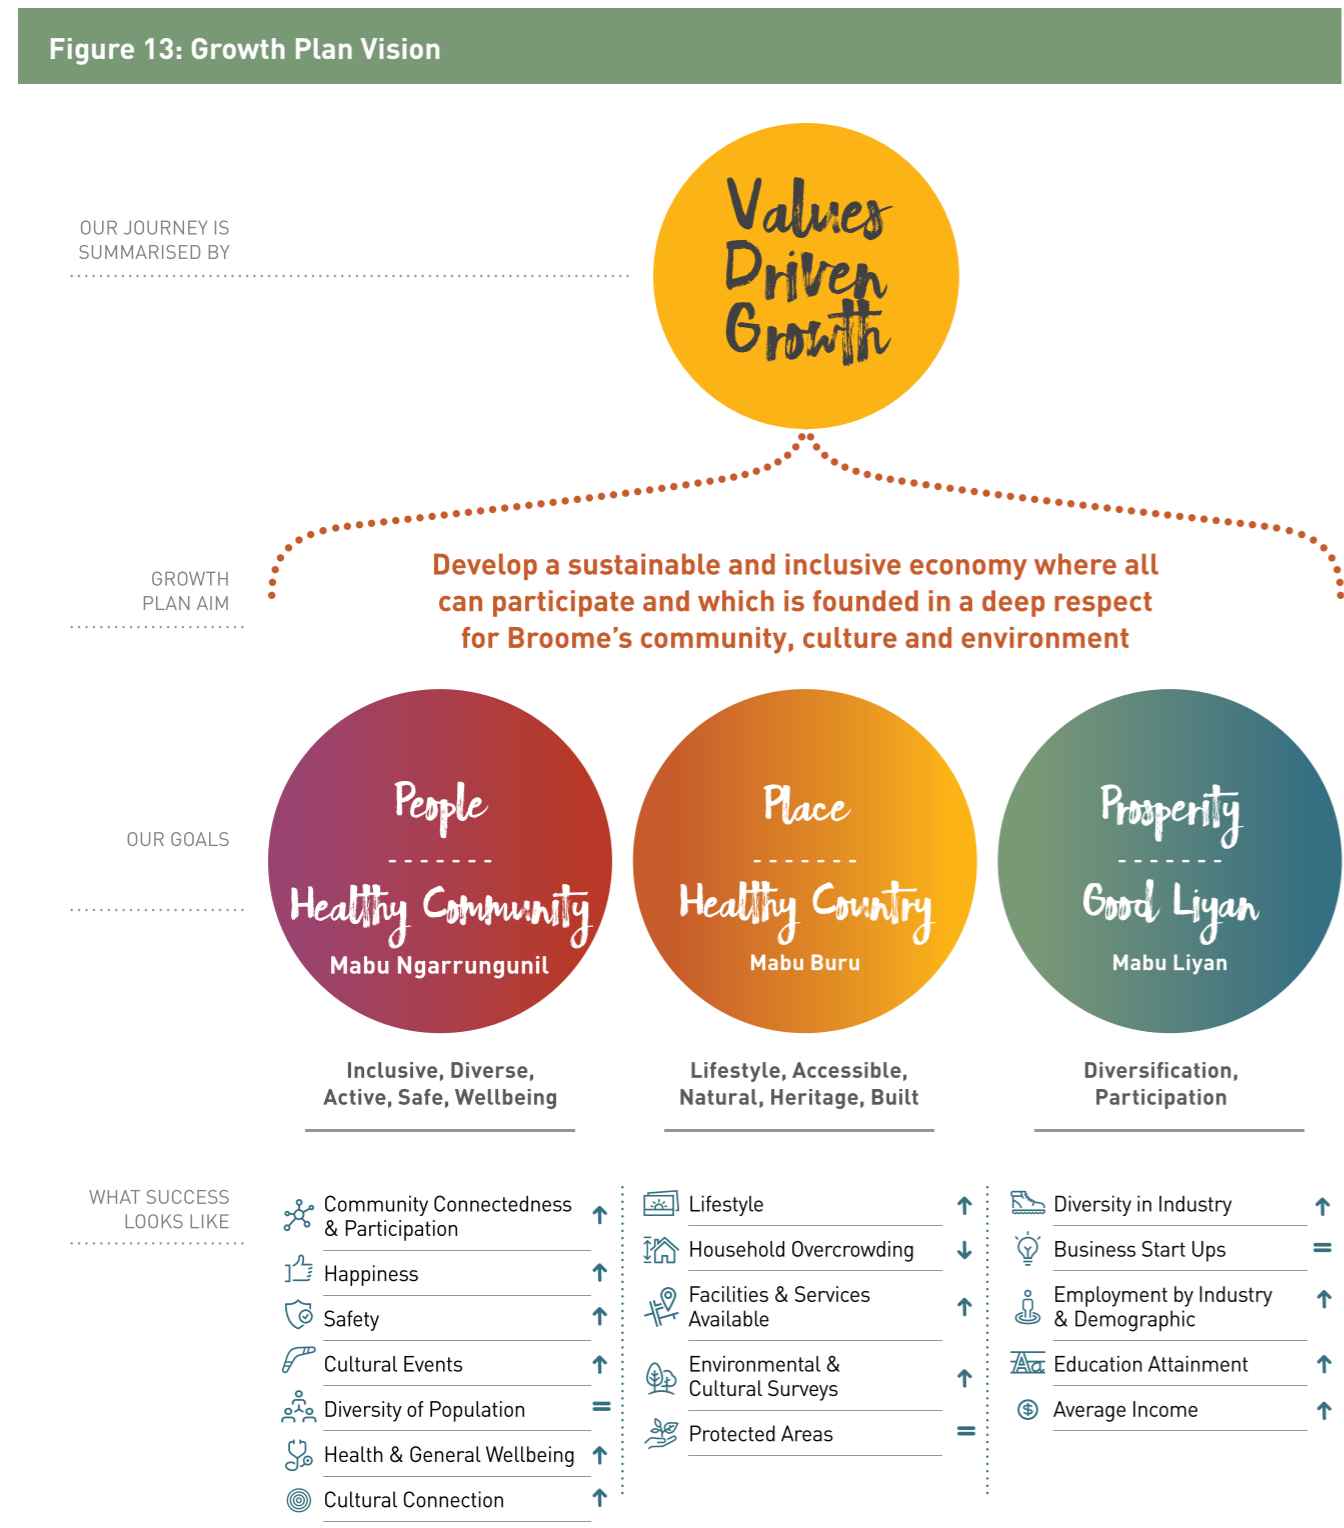 Figure 13: Growth Plan Vision
OUR JOURNEY IS
SUMMARISED BY
Values
Driven
Growth
GROWTH
PLAN AIM
Develop a sustainable and inclusive economy where all
can participate and which is founded in a deep respect
for Broome's community, culture and environment
OUR GOALS
People
Healthy Community
Mabu Ngarrungunil
Place
Healthy Country
Mabu Buru
Prosperity
Good Liyan
Mabu Liyan
Inclusive, Diverse,
Active, Safe, Wellbeing
Lifestyle, Accessible,
Natural, Heritage, Built
Diversification,
Participation
WHAT SUCCESS
LOOKS LIKE
Community Connectedness
& Participation
Happiness
Safety
Cultural Events
Diversity of Population
=
Health & General Wellbeing
Cultural Connection
Lifestyle
Household Overcrowding
Facilities & Services
Available
Environmental &
Cultural Surveys
Protected Areas
=
Diversity in Industry
Business Start Ups
=
Employment by Industry
& Demographic
Education Attainment
Average Income